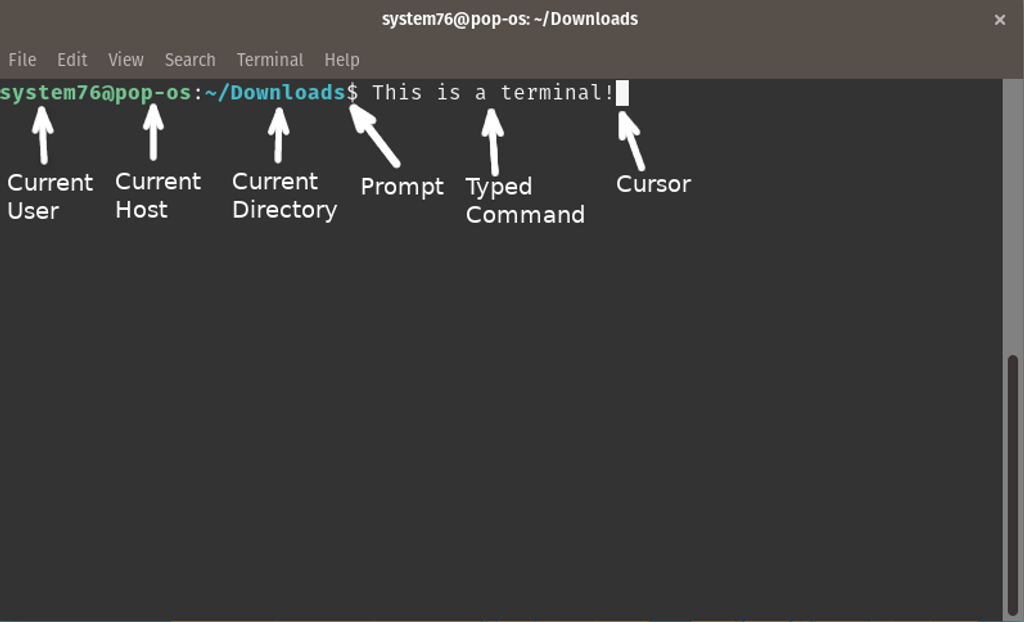 system76@pop-os: ~/Downloads
File Edit View Search Terminal Help
system76@pop-os:~/Downloads$ This is a terminal!
Current
User
Current
Host
Current
Directory
Prompt
Typed
Command
Cursor